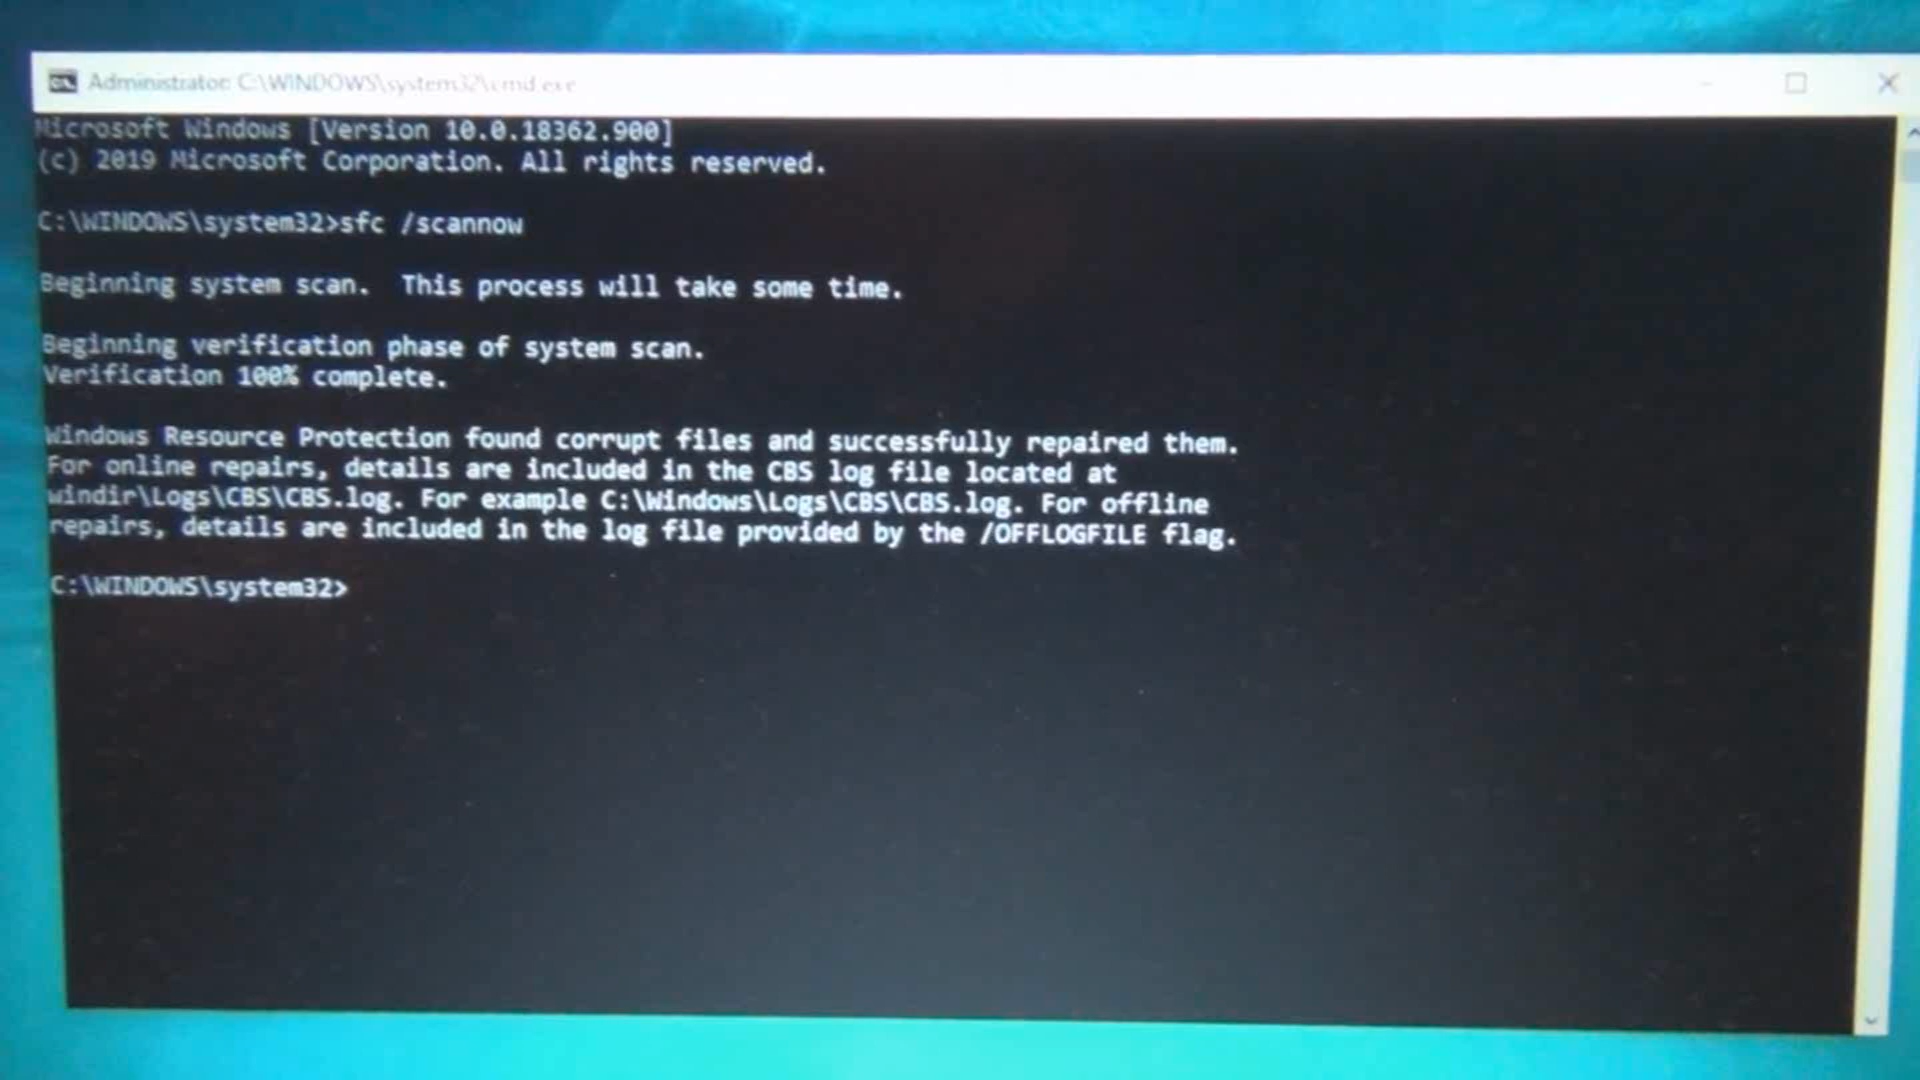 Administrator: C:\WINDOWS\system32\cmd.exe
Microsoft Windows [Version 10.0.18362.900]
(c) 2019 Microsoft Corporation. All rights reserved.
C:\WINDOWS\system32>sfc /scannow
Beginning system scan.  This process will take some time.
Beginning verification phase of system scan.
Verification 100% complete.
Windows Resource Protection found corrupt files and successfully repaired them.
For online repairs, details are included in the CBS log file located at
windir\Logs\CBS\CBS.log. For example C:\Windows\Logs\CBS\CBS.log. For offline
repairs, details are included in the log file provided by the /OFFLOGFILE flag.
C:\WINDOWS\system32>